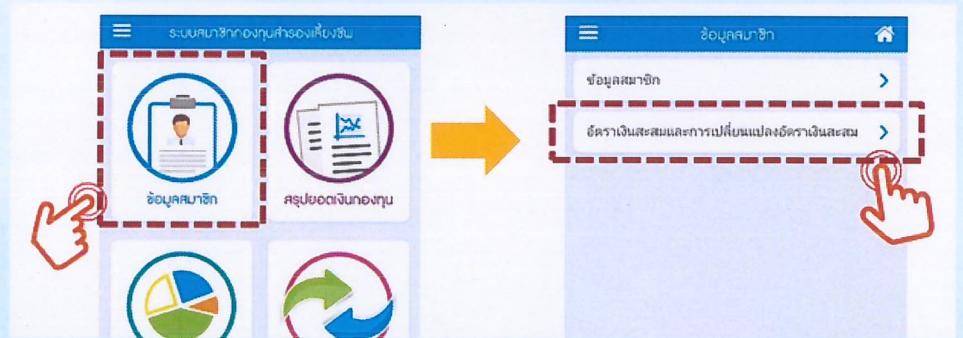 ระบบสมาชิกกองทุนสำรองเลี้ยงชีพ
ข้อมูลสมาชิก
สรุปยอดเงินกองทุน
ข้อมูลสมาชิก
ข้อมูลสมาชิก
อัตราเงินสะสมและการเปลี่ยนแปลงอัตราเงินสะสม